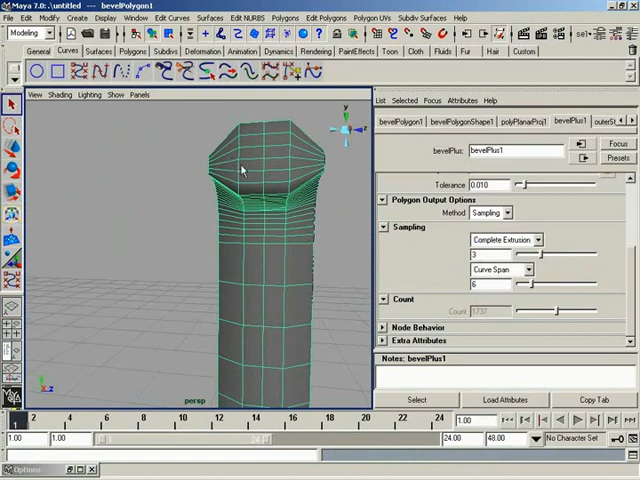 Maya 7.0: .\untitled --- bevelPolygon1
File Edit Modify Create Display Window Edit Curves Surfaces Edit NURBS Polygons Edit Polygons Polygon UVs Subdiv Surfaces Help
Modeling
General Curves Surfaces Polygons Subdivs Deformation Animation Dynamics Rendering PaintEffects Toon Cloth Fluids Fur Hair Custom
View Shading Lighting Show Panels
List Selected Focus Attributes Help
bevelPolygon1 bevelPolygonShape1 polyPlanarProj1 bevelPlus1 outerSt
bevelPlus: bevelPlus1
Focus
Presets
Tolerance 0.010
Polygon Output Options
Method Sampling
Sampling
Complete Extrusion
3
Curve Span
6
Count
Count 1737
Node Behavior
Extra Attributes
Notes: bevelPlus1
Select Load Attributes Copy Tab
y
z
persp
2 4 6 8 10 12 14 16 18 20 22 24
1 1.00
1.00 1.00 1 24 24.00 48.00 No Character Set
Options